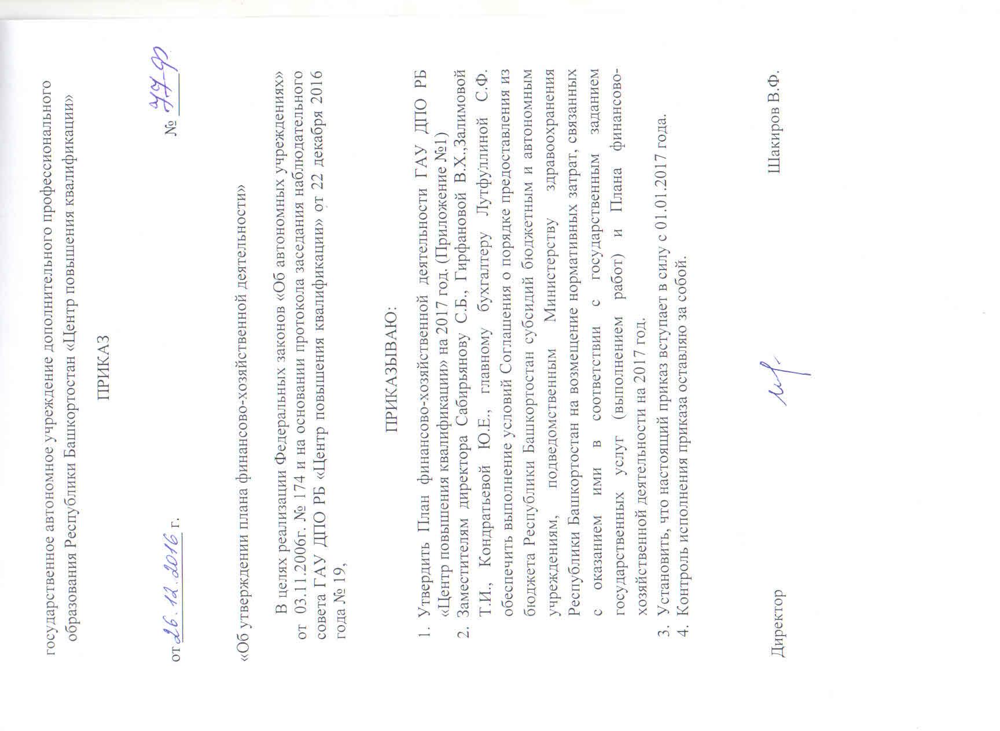 государственное автономное учреждение дополнительного профессионального
образования Республики Башкортостан «Центр повышения квалификации»
ПРИКАЗ
от 26.12.2016 г. № 77-Ф
«Об утверждении плана финансово-хозяйственной деятельности»
В целях реализации Федеральных законов «Об автономных учреждениях»
от 03.11.2006г. № 174 и на основании протокола заседания наблюдательного
совета ГАУ ДПО РБ «Центр повышения квалификации» от 22 декабря 2016
года № 19,
ПРИКАЗЫВАЮ:
1. Утвердить План финансово-хозяйственной деятельности ГАУ ДПО РБ
«Центр повышения квалификации» на 2017 год. (Приложение №1)
2. Заместителям директора Сабирьянову С.Б., Гирфановой В.Х.,Залимовой
Т.И., Кондратьевой Ю.Е., главному бухгалтеру Лутфуллиной С.Ф.
обеспечить выполнение условий Соглашения о порядке предоставления из
бюджета Республики Башкортостан субсидий бюджетным и автономным
учреждениям, подведомственным Министерству здравоохранения
Республики Башкортостан на возмещение нормативных затрат, связанных
с оказанием ими в соответствии с государственным заданием
государственных услуг (выполнением работ) и Плана финансово-
хозяйственной деятельности на 2017 год.
3. Установить, что настоящий приказ вступает в силу с 01.01.2017 года.
4. Контроль исполнения приказа оставляю за собой.
Директор Шакиров В.Ф.